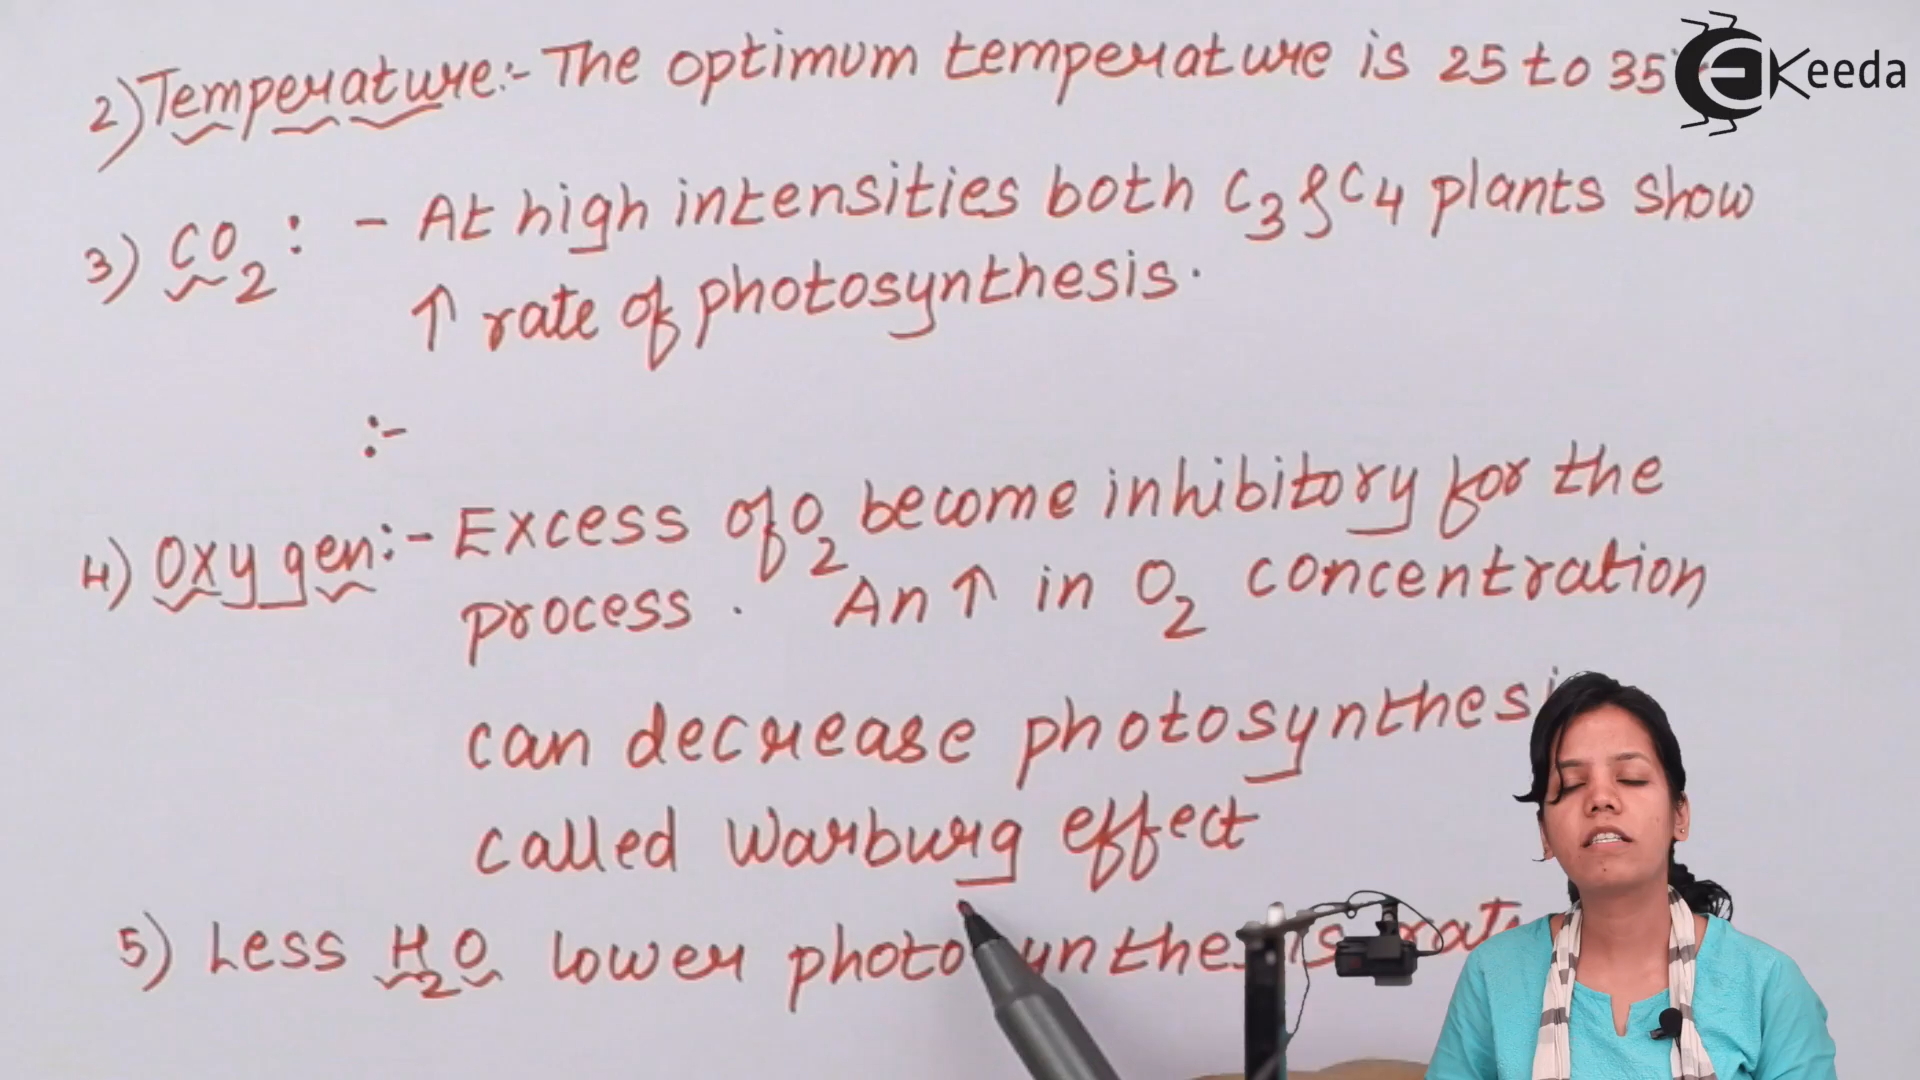 2) Temperature:- The optimum temperature is 25 to 35
Keeda
3) CO2 : - At high intensities both C3 & C4 plants show
↑ rate of photosynthesis.
:-
4) Oxygen:- Excess of O2 become inhibitory for the
process. An ↑ in O2 concentration
can decrease photosynthesi
called Warburg effect
5) Less H2O lower photosynthesis rate